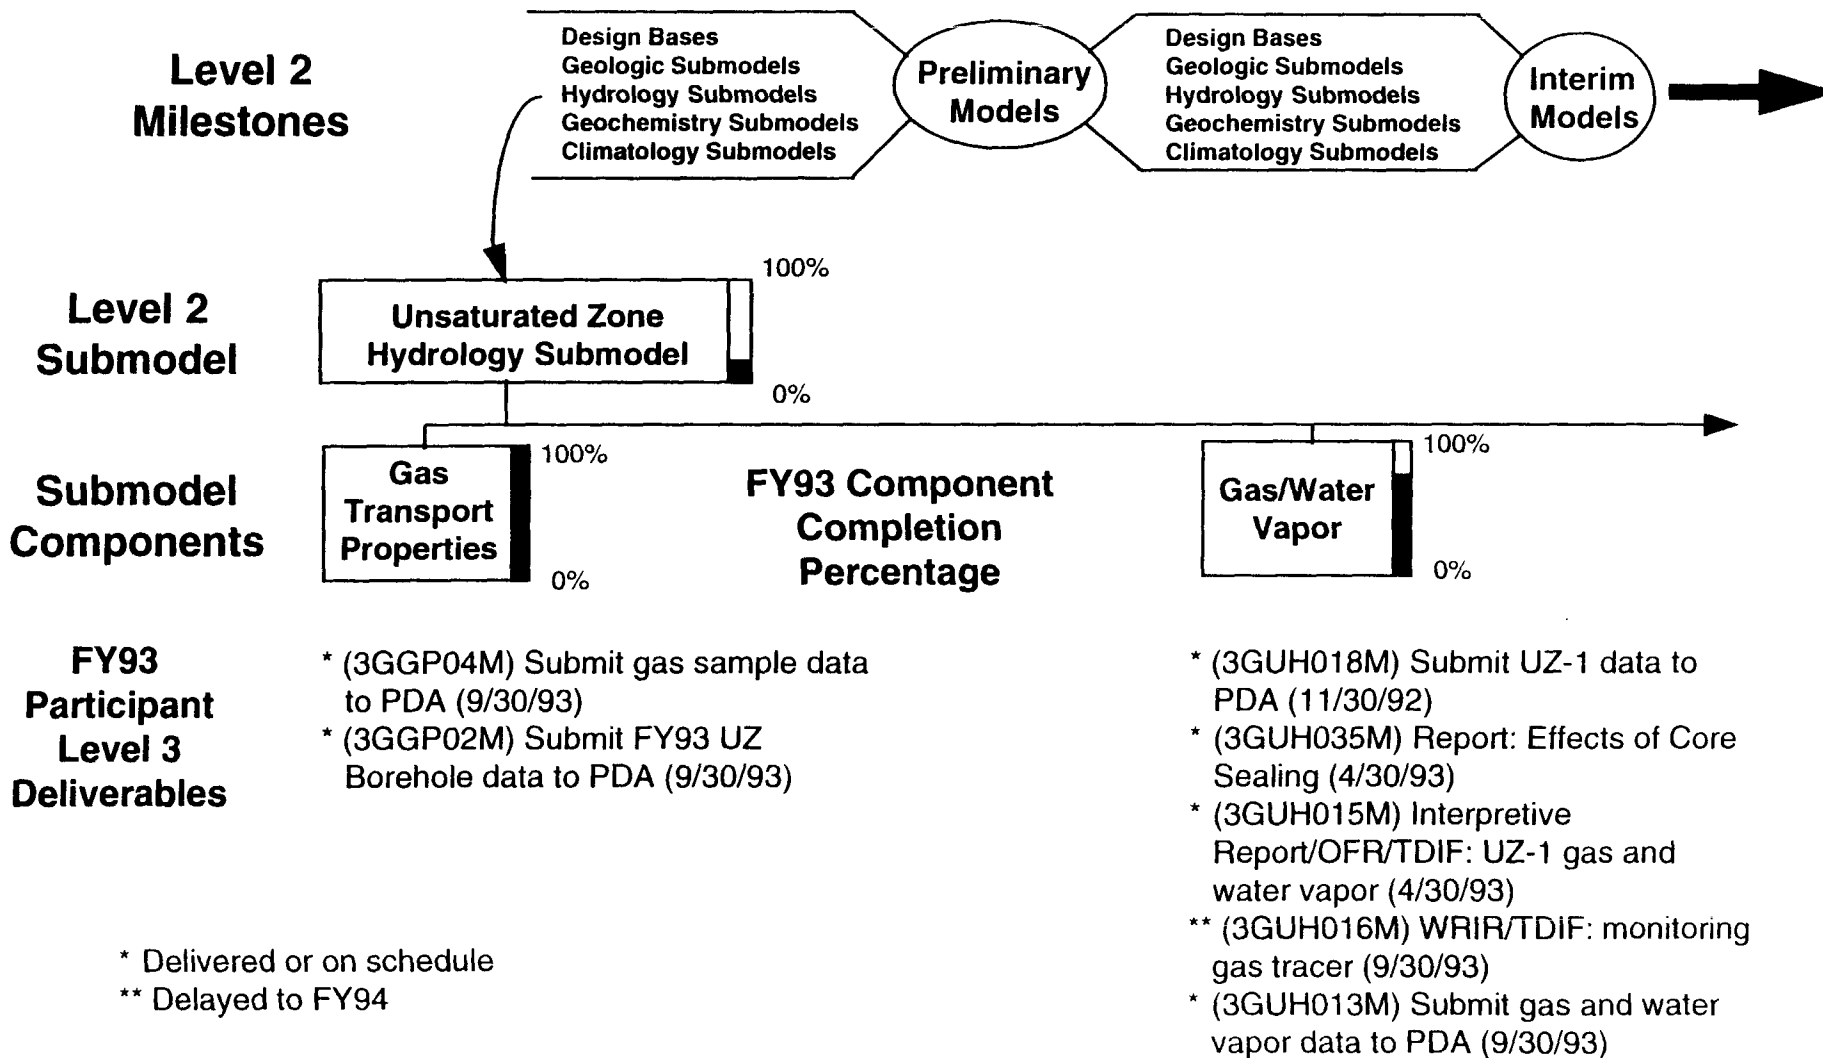 Level 2
Milestones
Design Bases
Geologic Submodels
Hydrology Submodels
Geochemistry Submodels
Climatology Submodels
Preliminary
Models
Design Bases
Geologic Submodels
Hydrology Submodels
Geochemistry Submodels
Climatology Submodels
Interim
Models
Level 2
Submodel
Unsaturated Zone
Hydrology Submodel
100%
0%
Submodel
Components
Gas
Transport
Properties
100%
0%
FY93 Component
Completion
Percentage
Gas/Water
Vapor
100%
0%
FY93
Participant
Level 3
Deliverables
* (3GGP04M) Submit gas sample data
to PDA (9/30/93)
* (3GGP02M) Submit FY93 UZ
Borehole data to PDA (9/30/93)
* (3GUH018M) Submit UZ-1 data to
PDA (11/30/92)
* (3GUH035M) Report: Effects of Core
Sealing (4/30/93)
* (3GUH015M) Interpretive
Report/OFR/TDIF: UZ-1 gas and
water vapor (4/30/93)
** (3GUH016M) WRIR/TDIF: monitoring
gas tracer (9/30/93)
* (3GUH013M) Submit gas and water
vapor data to PDA (9/30/93)
* Delivered or on schedule
** Delayed to FY94